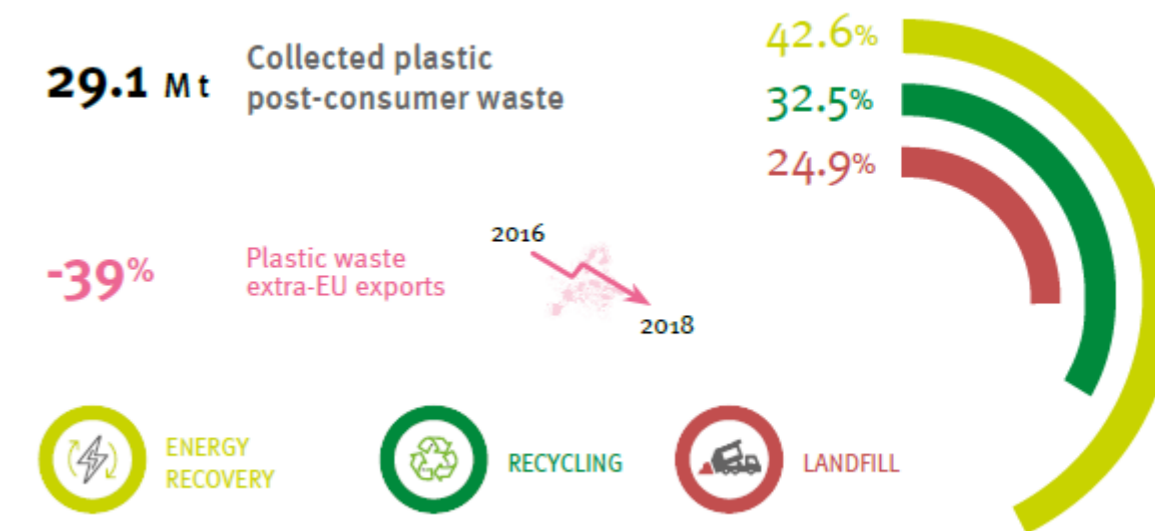 29.1 Mt
Collected plastic
post-consumer waste
42.6%
32.5%
24.9%
-39%
Plastic waste
extra-EU exports
2016
2018
ENERGY
RECOVERY
RECYCLING
LANDFILL